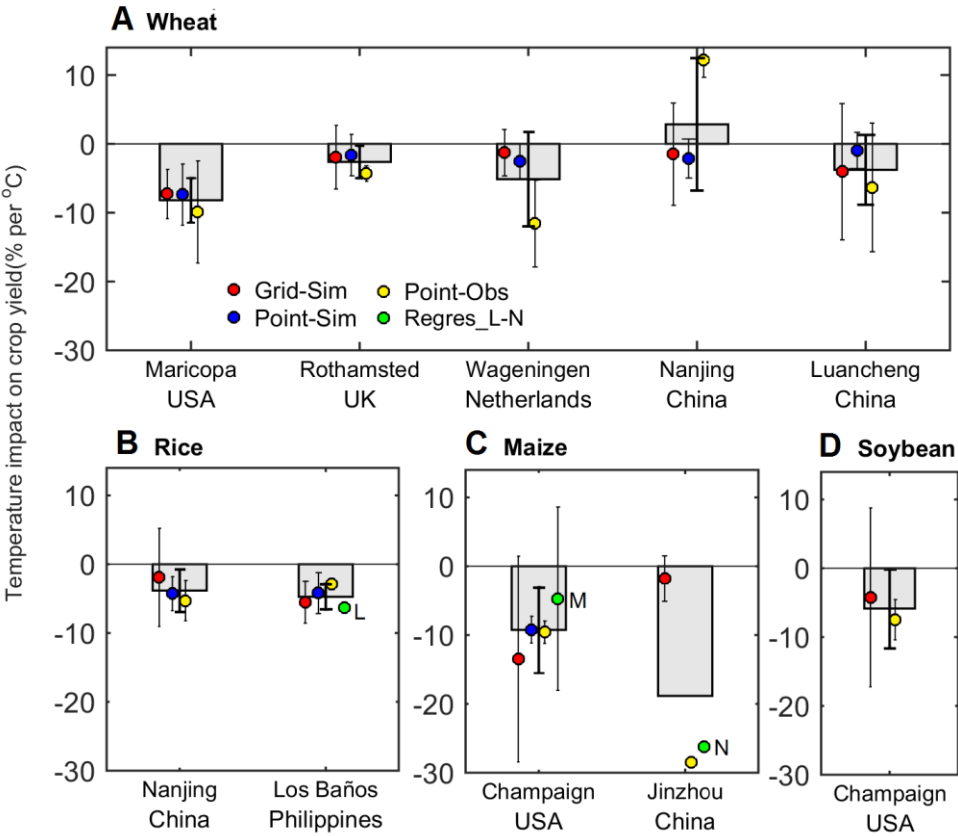 Temperature impact on crop yield(% per °C)
A Wheat
10
0
-10
-20
-30
Grid-Sim
Point-Obs
Point-Sim
Regres_L-N
Maricopa
USA
Rothamsted
UK
Wageningen
Netherlands
Nanjing
China
Luancheng
China
B Rice
10
0
-10
-20
-30
L
Nanjing
China
Los Baños
Philippines
C Maize
10
0
-10
-20
-30
M
N
Champaign
USA
Jinzhou
China
D Soybean
10
0
-10
-20
-30
Champaign
USA